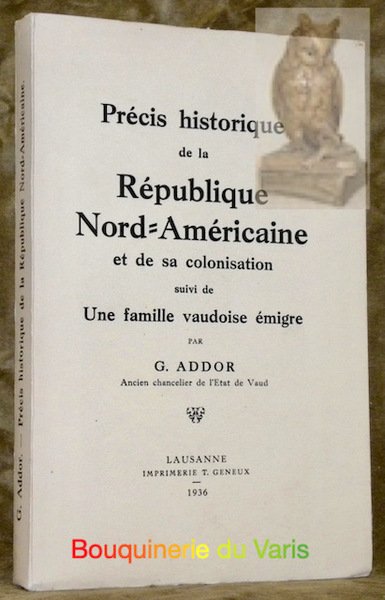 Précis historique
de la
République
Nord=Américaine
et de sa colonisation
suivi de
Une famille vaudoise émigre
PAR
G. ADDOR
Ancien chancelier de l'Etat de Vaud
LAUSANNE
IMPRIMERIE T. GENEUX
1936
G. Addor. — Précis historique de la République Nord-Américaine.
Bouquinerie du Varis